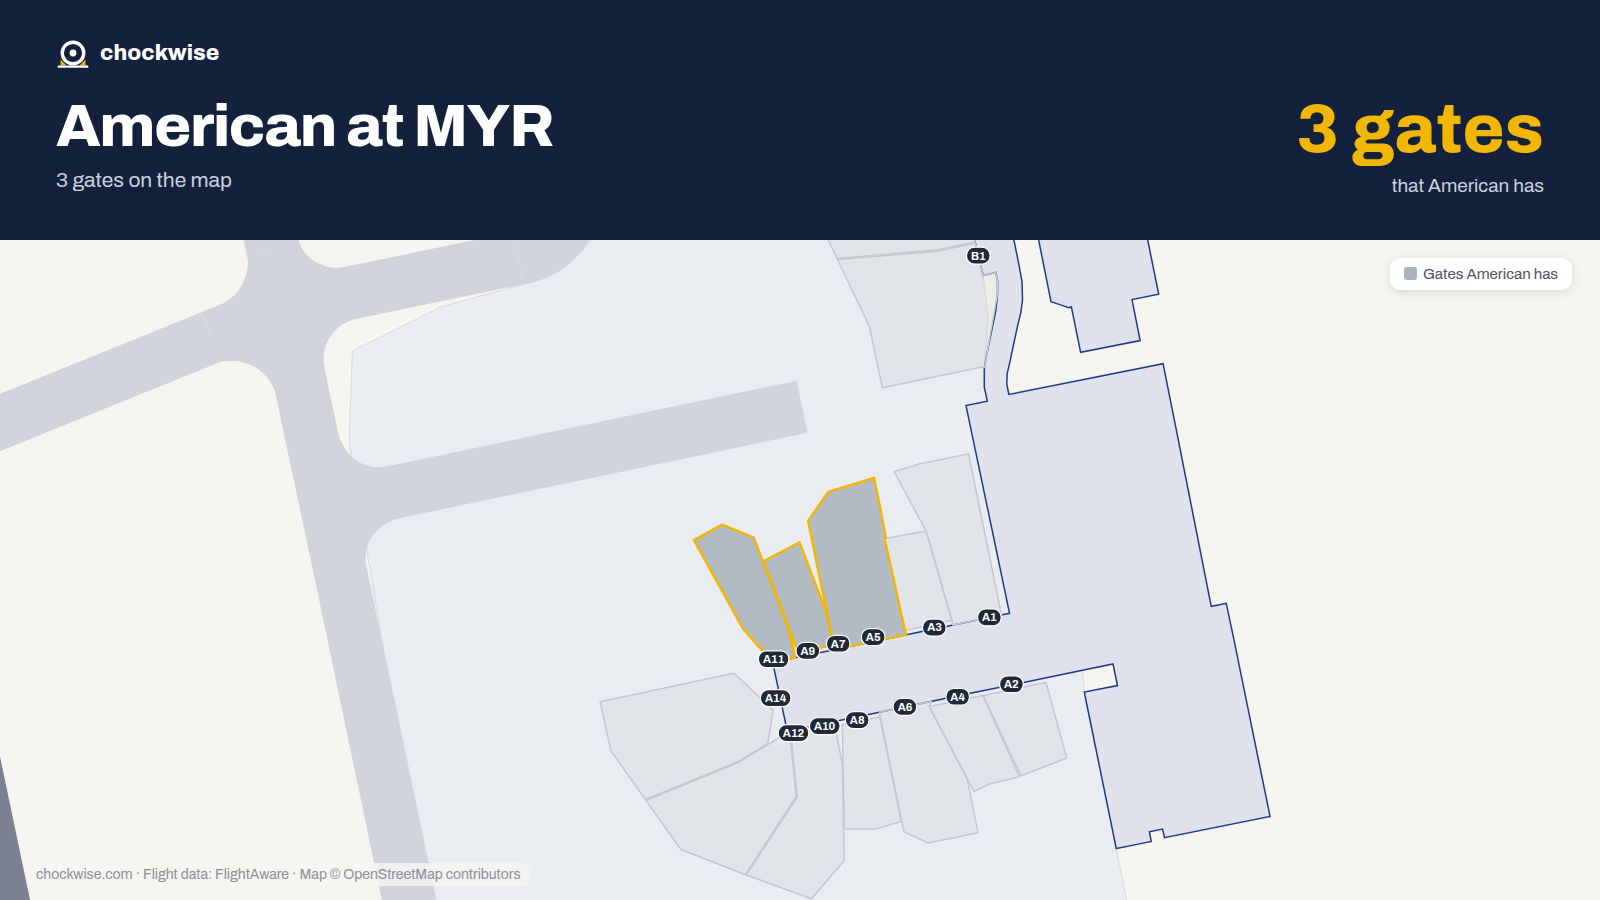 chockwise
American at MYR
3 gates on the map
3 gates
that American has
Gates American has
B1
A1
A3
A5
A7
A9
A11
A14
A12
A10
A8
A6
A4
A2
chockwise.com · Flight data: FlightAware · Map © OpenStreetMap contributors